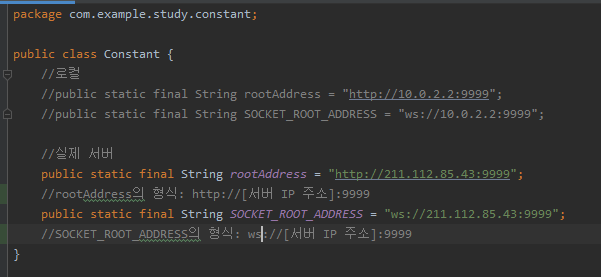 package com.example.study.constant;
public class Constant {
//로컬
//public static final String rootAddress = "http://10.0.2.2:9999";
//public static final String SOCKET_ROOT_ADDRESS = "ws://10.0.2.2:9999";
//실제 서버
public static final String rootAddress = "http://211.112.85.43:9999";
//rootAddress의 형식: http://[서버 IP 주소]:9999
public static final String SOCKET_ROOT_ADDRESS = "ws://211.112.85.43:9999";
//SOCKET_ROOT_ADDRESS의 형식: ws://[서버 IP 주소]:9999
}